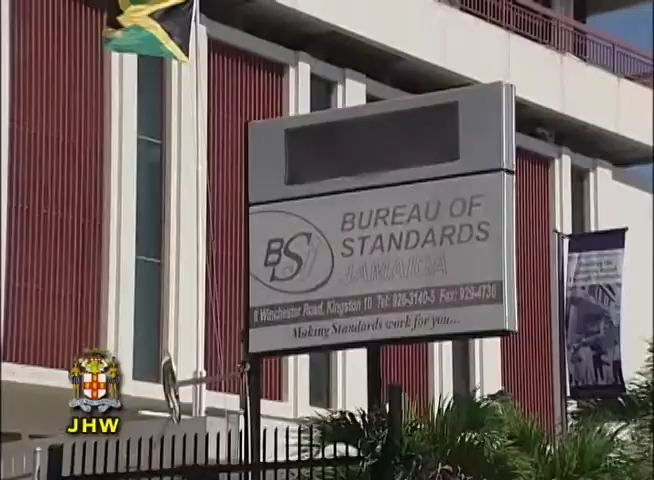 BUREAU OF
STANDARDS
JAMAICA
BSJ
6 Winchester Road, Kingston 10 Tel: 926-3140-5 Fax: 929-4736
Making Standards work for you...
JHW